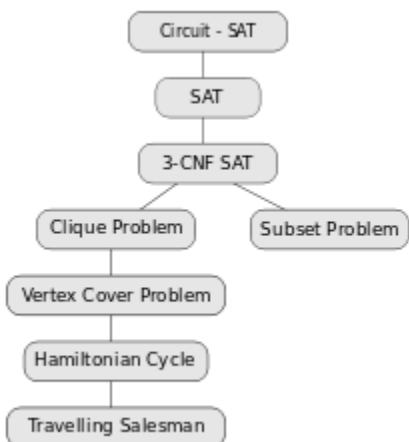 Circuit - SAT
SAT
3-CNF SAT
Clique Problem
Subset Problem
Vertex Cover Problem
Hamiltonian Cycle
Travelling Salesman